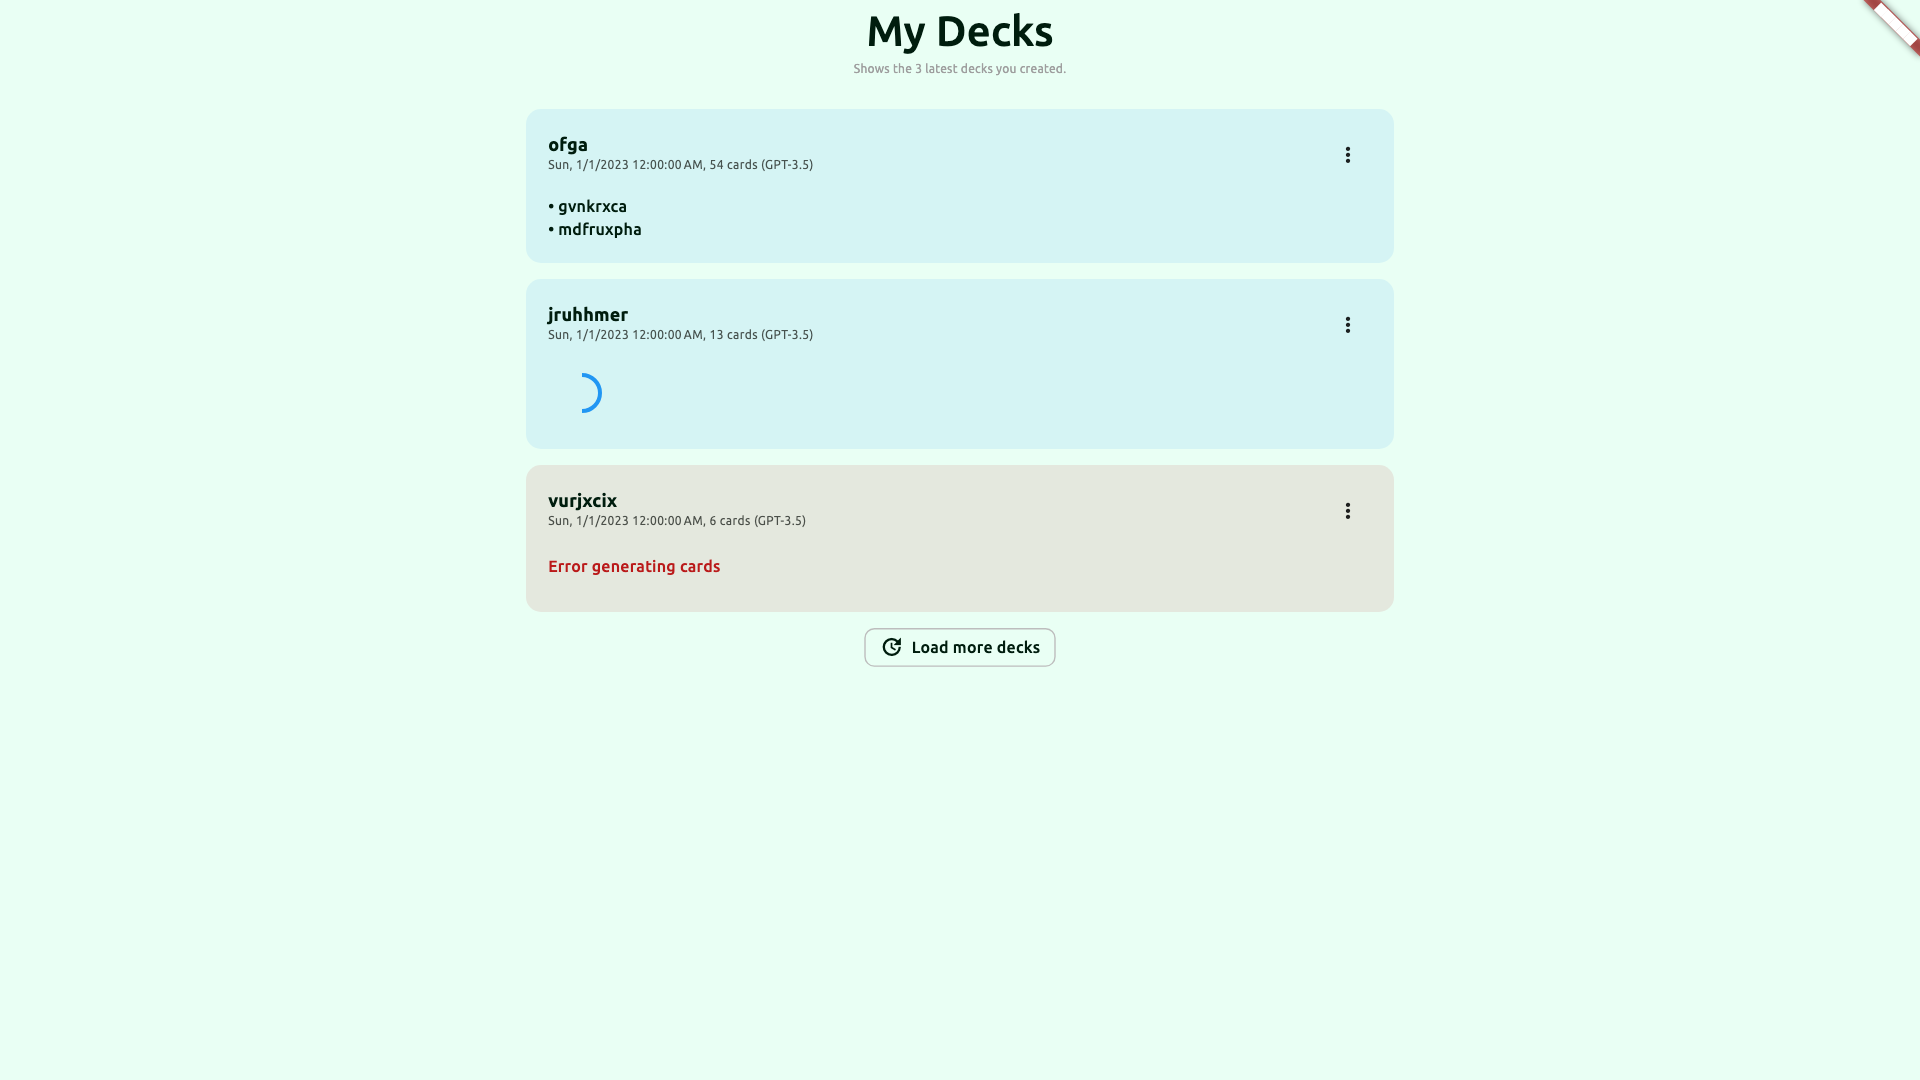 My Decks
Shows the 3 latest decks you created.
ofga
Sun, 1/1/2023 12:00:00 AM, 54 cards (GPT-3.5)
• gvnkrxca
• mdfruxpha
jruhhmer
Sun, 1/1/2023 12:00:00 AM, 13 cards (GPT-3.5)
vurjxcix
Sun, 1/1/2023 12:00:00 AM, 6 cards (GPT-3.5)
Error generating cards
Load more decks